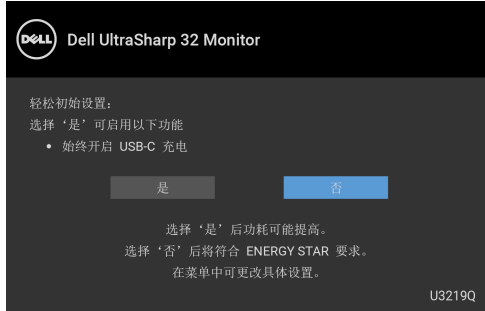 DELL Dell UltraSharp 32 Monitor
轻松初始设置：
选择‘是’可启用以下功能
• 始终开启 USB-C 充电
是 否
选择‘是’后功耗可能提高。
选择‘否’后将符合 ENERGY STAR 要求。
在菜单中可更改具体设置。
U3219Q